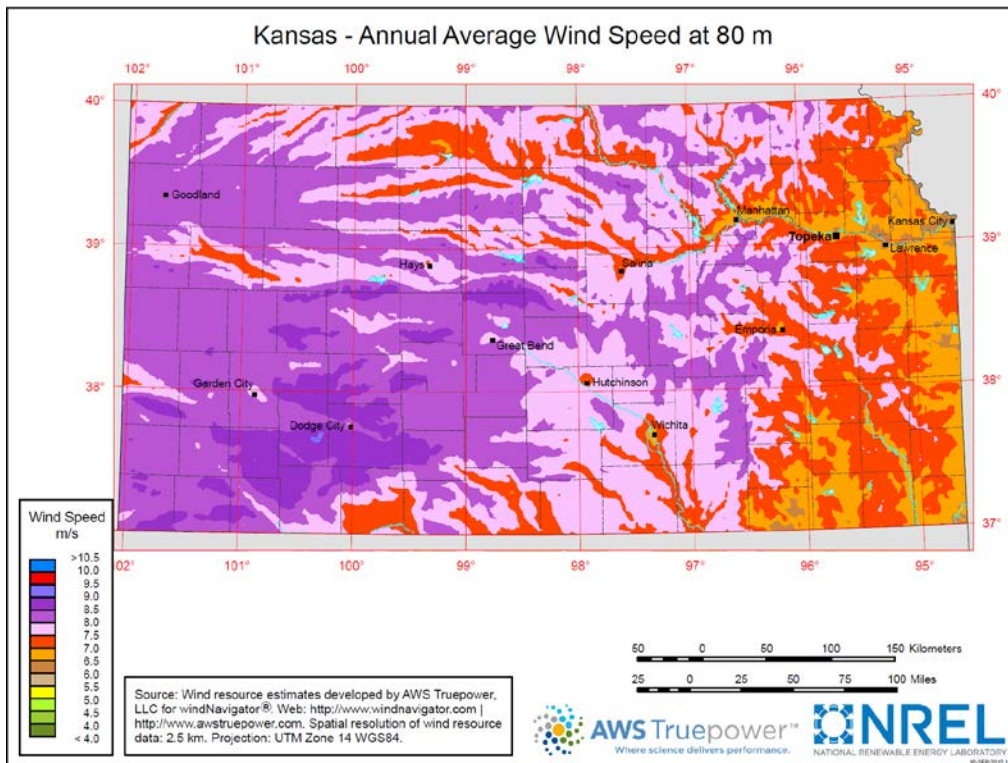 Kansas - Annual Average Wind Speed at 80 m
102° 101° 100° 99° 98° 97° 96° 95°
40° 40°
Goodland
Manhattan
Kansas City
Topeka
39° 39°
Lawrence
Hays
Salina
Emporia
Great Bend
38° 38°
Garden City
Hutchinson
Dodge City
Wichita
37°
102° 101° 100° 99° 98° 97° 96° 95°
Wind Speed
m/s
>10.5
10.0
9.5
9.0
8.5
8.0
7.5
7.0
6.5
6.0
5.5
5.0
4.5
4.0
< 4.0
50 0 50 100 150 Kilometers
25 0 25 50 75 100 Miles
Source: Wind resource estimates developed by AWS Truepower,
LLC for windNavigator®. Web: http://www.windnavigator.com |
http://www.awstruepower.com. Spatial resolution of wind resource
data: 2.5 km. Projection: UTM Zone 14 WGS84.
AWS Truepower™
Where science delivers performance.
NREL
NATIONAL RENEWABLE ENERGY LABORATORY